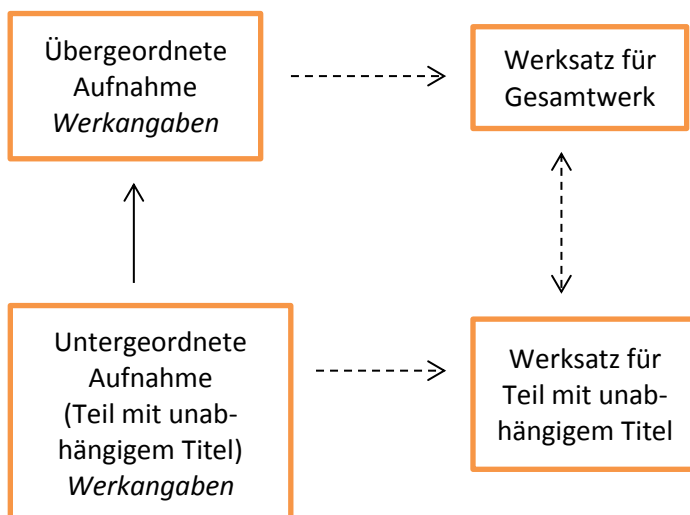 Übergeordnete
Aufnahme
Werkangaben
Werksatz für
Gesamtwerk
Untergeordnete
Aufnahme
(Teil mit unab-
hängigem Titel)
Werkangaben
Werksatz für
Teil mit unab-
hängigem Titel